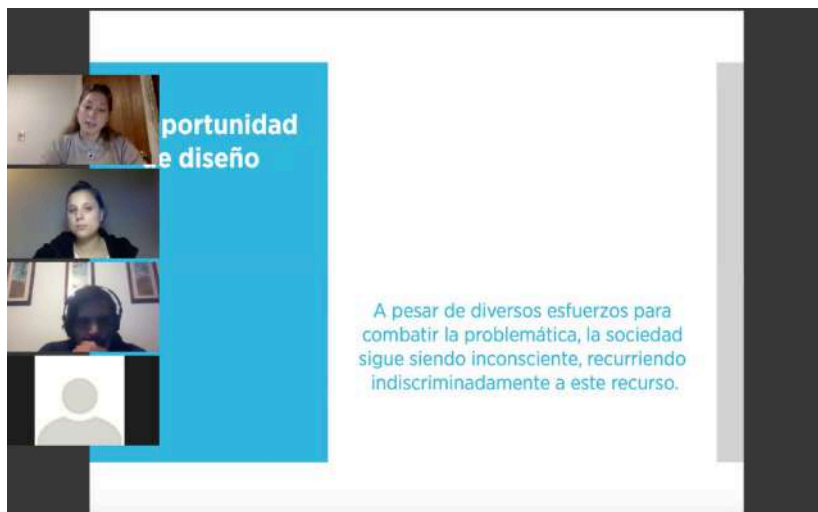 portunidad
e diseño
A pesar de diversos esfuerzos para
combatir la problemática, la sociedad
sigue siendo inconsciente, recurriendo
indiscriminadamente a este recurso.